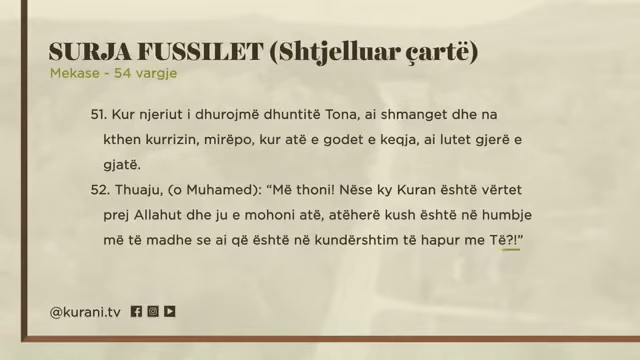 SURJA FUSSILET (Shtjelluar çartë)
Mekase - 54 vargje
51. Kur njeriut i dhurojmë dhuntitë Tona, ai shmanget dhe na
kthen kurrizin, mirëpo, kur atë e godet e keqja, ai lutet gjerë e
gjatë.
52. Thuaju, (o Muhamed): “Më thoni! Nëse ky Kuran është vërtet
prej Allahut dhe ju e mohoni atë, atëherë kush është në humbje
më të madhe se ai që është në kundërshtim të hapur me Të?!”
@kurani.tv